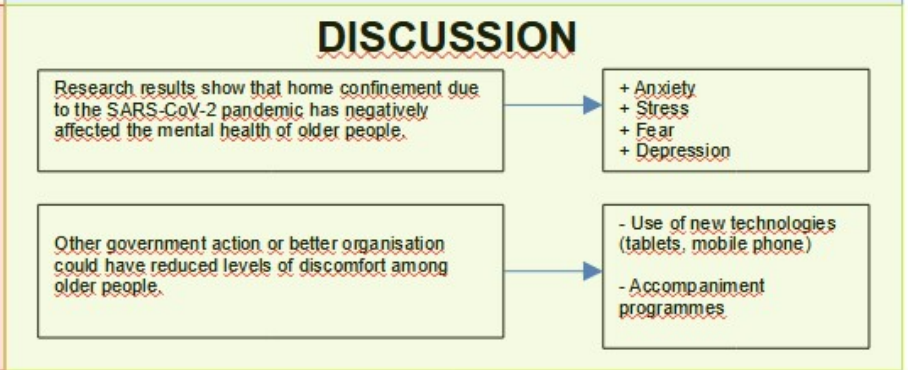 DISCUSSION
Research results show that home confinement due
to the SARS-CoV-2 pandemic has negatively
affected the mental health of older people.
+ Anxiety
+ Stress
+ Fear
+ Depression
Other government action or better organisation
could have reduced levels of discomfort among
older people.
- Use of new technologies
(tablets, mobile phone)
- Accompaniment
programmes